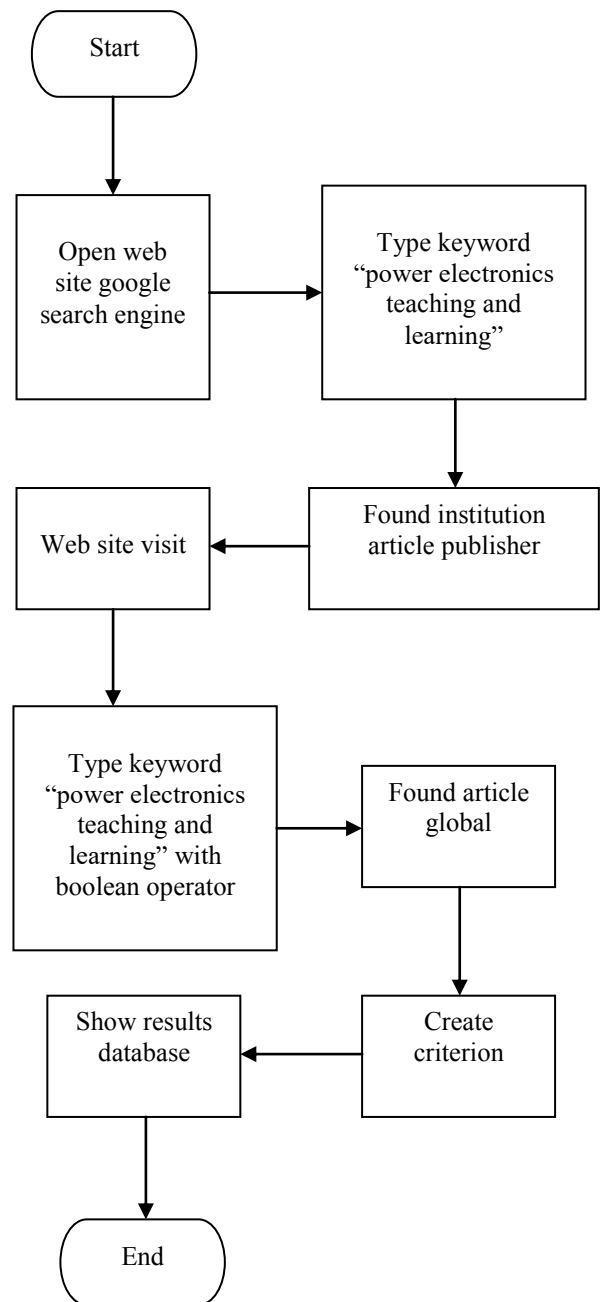 Start
Open web
site google
search engine
Type keyword
“power electronics
teaching and
learning”
Found institution
article publisher
Web site visit
Type keyword
“power electronics
teaching and
learning” with
boolean operator
Found article
global
Create
criterion
Show results
database
End